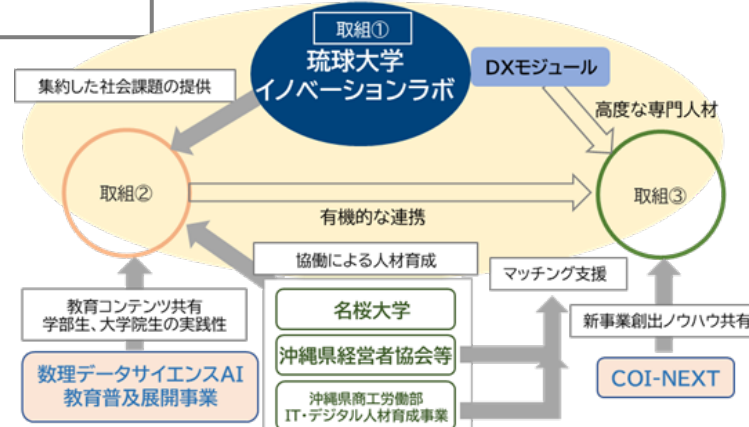 取組①
琉球大学
イノベーションラボ
DXモジュール
集約した社会課題の提供
高度な専門人材
取組②
取組③
有機的な連携
協働による人材育成
マッチング支援
教育コンテンツ共有
学部生、大学院生の実践性
名桜大学
新事業創出ノウハウ共有
沖縄県経営者協会等
数理データサイエンスAI
教育普及展開事業
COI-NEXT
沖縄県商工労働部
IT・デジタル人材育成事業